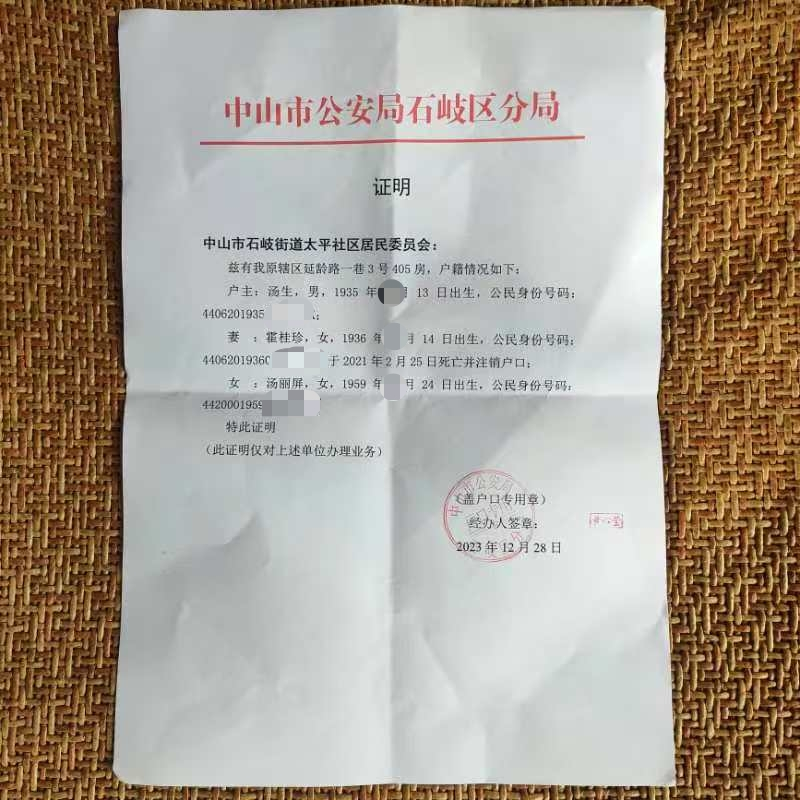 中山市公安局石岐区分局
证明
中山市石岐街道太平社区居民委员会：
兹有我原辖区延龄路一巷3号405房，户籍情况如下：
户主：汤生，男，1935年 月13日出生，公民身份号码：
4406201935
妻 ：霍桂珍，女，1936年 月14日出生，公民身份号码：
4406201936 于2021年2月25日死亡并注销户口；
女 ：汤丽屏，女，1959年 月24日出生，公民身份号码：
4420001959
特此证明
（此证明仅对上述单位办理业务）
中山市公安局
（盖户口专用章）
经办人签章：
2023年12月28日